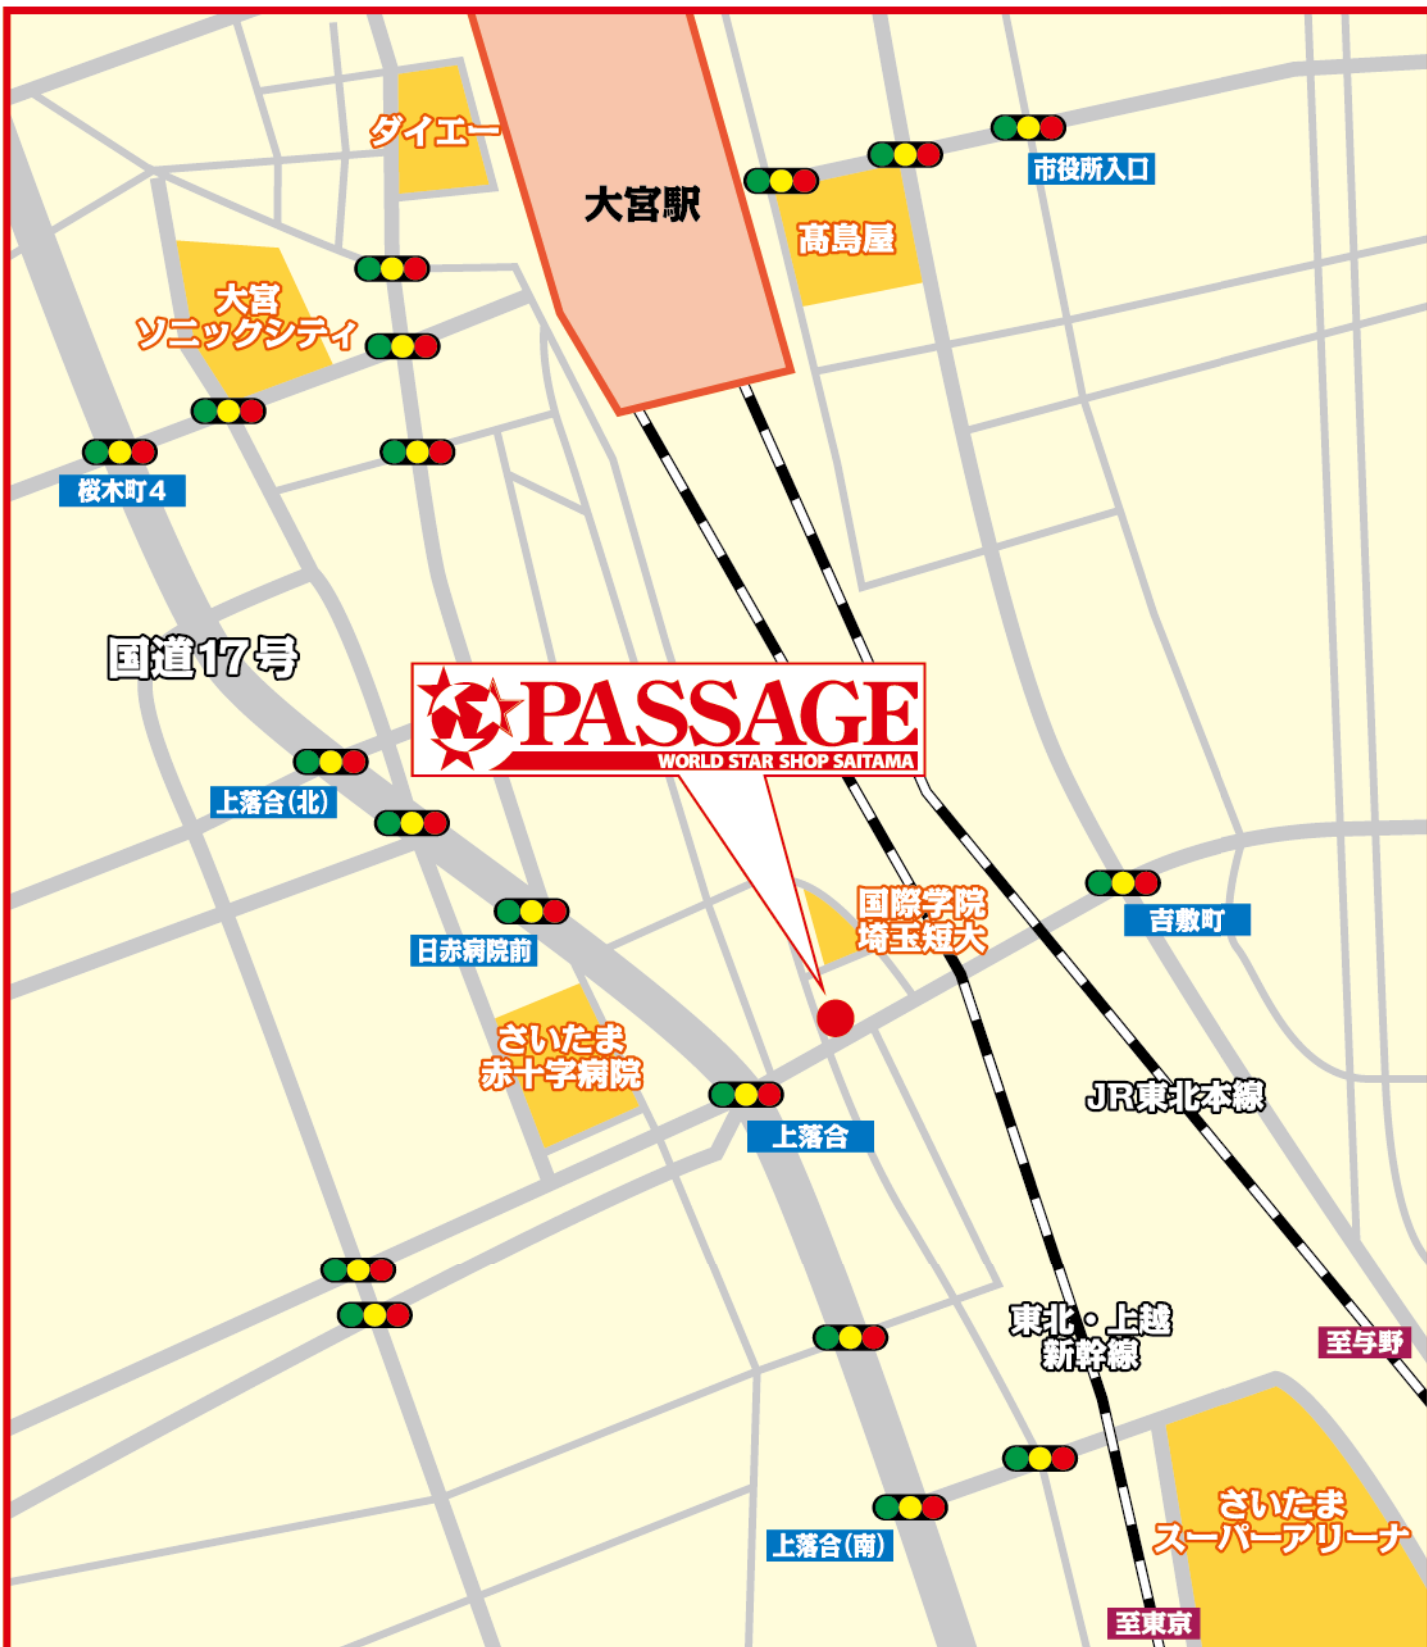 ダイエー
大宮駅
市役所入口
髙島屋
大宮
ソニックシティ
桜木町4
国道17号
PASSAGE
WORLD STAR SHOP SAITAMA
上落合(北)
国際学院
埼玉短大
吉敷町
日赤病院前
さいたま
赤十字病院
JR東北本線
上落合
東北・上越
新幹線
至与野
さいたま
スーパーアリーナ
上落合(南)
至東京